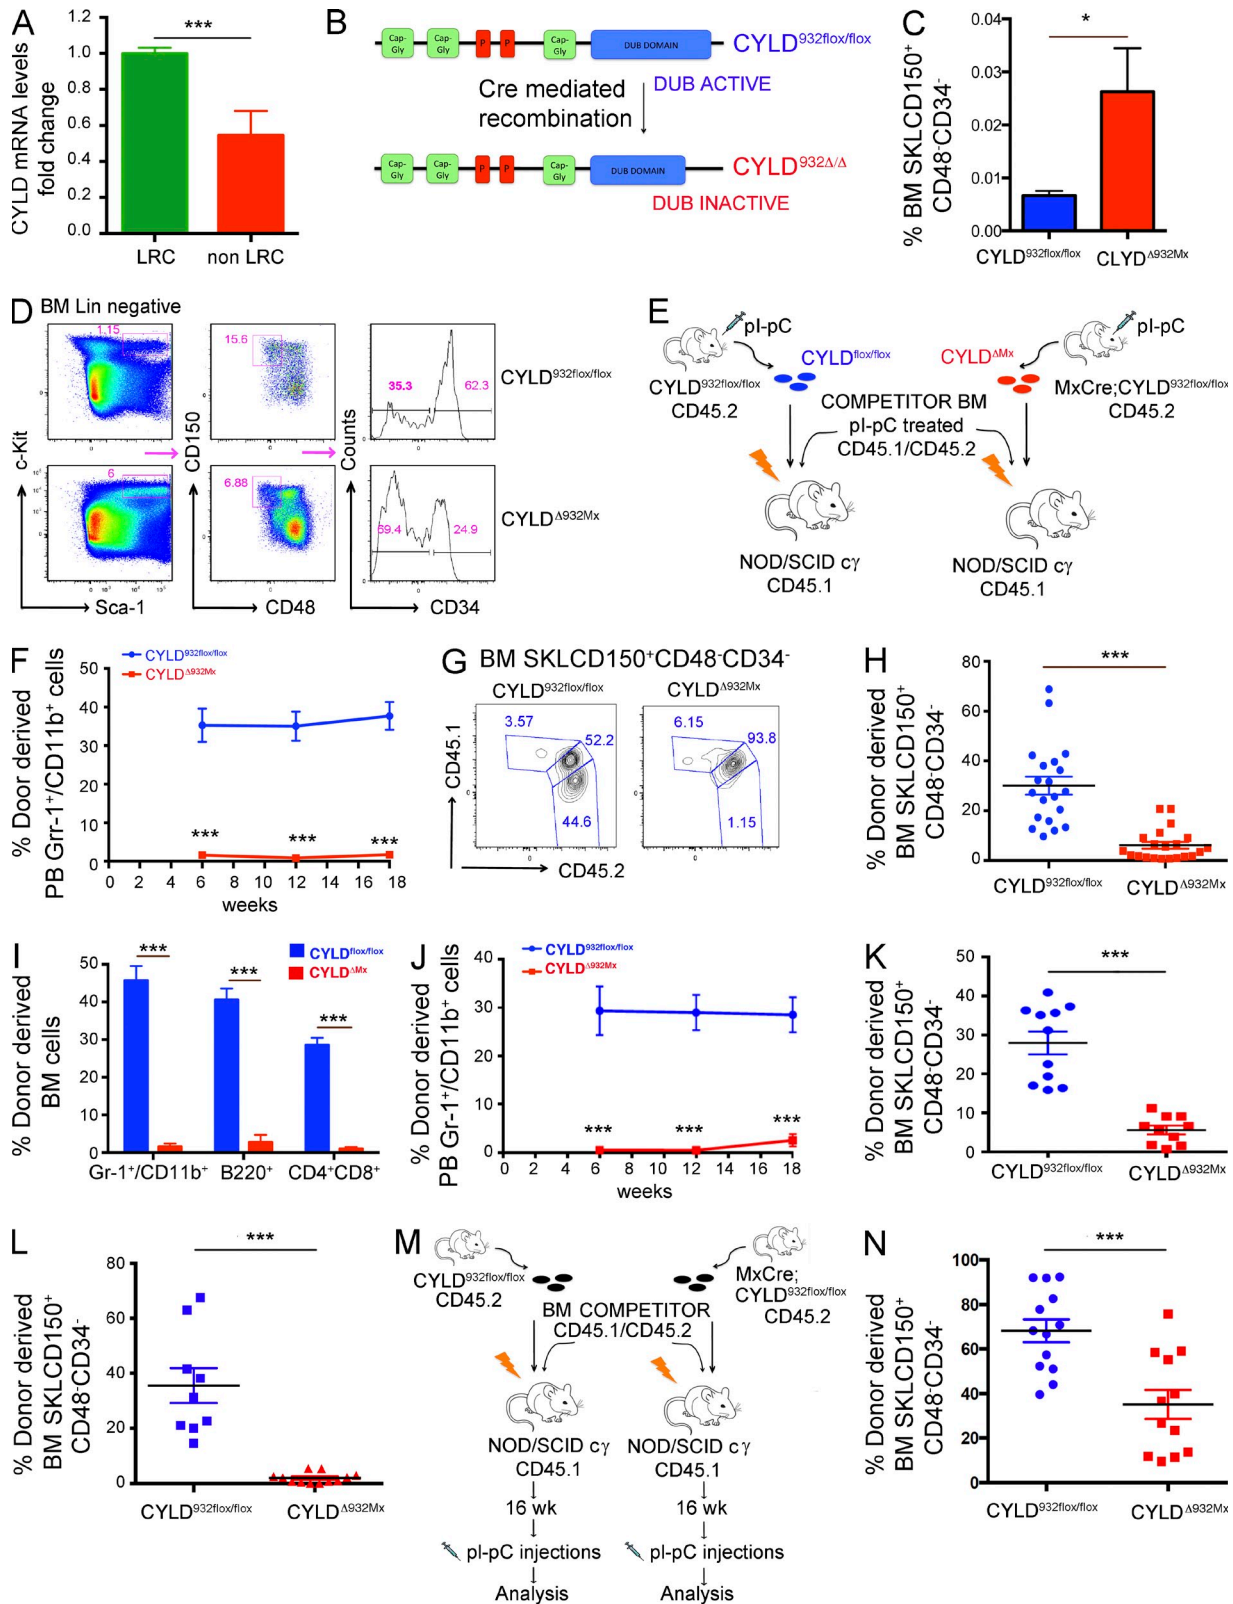 A
CYLD mRNA levels
fold change
1.2
1.0
0.8
0.6
0.4
0.2
0.0
***
LRC
non LRC
B
Cap-Gly
Cap-Gly
P
P
Cap-Gly
DUB DOMAIN
CYLD932flox/flox
Cre mediated
recombination
DUB ACTIVE
Cap-Gly
Cap-Gly
P
P
Cap-Gly
DUB DOMAIN
CYLD932Δ/Δ
DUB INACTIVE
C
% BM SKLCD150+
CD48-CD34-
0.04
0.03
0.02
0.01
0.00
*
CYLD932flox/flox
CLYDΔ932Mx
D
BM Lin negative
1.15
15.6
35.3
62.3
CYLD932flox/flox
6
6.88
69.4
24.9
CYLDΔ932Mx
c-Kit
CD150
Counts
Sca-1
CD48
CD34
E
pI-pC
pI-pC
CYLDflox/flox
CYLDΔMx
CYLD932flox/flox
CD45.2
MxCre;CYLD932flox/flox
CD45.2
COMPETITOR BM
pI-pC treated
CD45.1/CD45.2
NOD/SCID cγ
CD45.1
NOD/SCID cγ
CD45.1
F
% Door derived
PB Grr-1+/CD11b+ cells
CYLD932flox/flox
CYLDΔ932Mx
50
40
30
20
10
0
***
***
***
0 2 4 6 8 10 12 14 16 18
weeks
G
BM SKLCD150+CD48-CD34-
CYLD932flox/flox
CYLDΔ932Mx
3.57
52.2
44.6
6.15
93.8
1.15
CD45.1
CD45.2
H
% Donor derived
BM SKLCD150+
CD48-CD34-
80
60
40
20
0
***
CYLD932flox/flox
CYLDΔ932Mx
I
% Donor derived
BM cells
50
40
30
20
10
0
***
***
***
CYLDflox/flox
CYLDΔMx
Gr-1+/CD11b+
B220+
CD4+CD8+
J
% Donor derived
PB Gr-1+/CD11b+ cells
CYLD932flox/flox
CYLDΔ932Mx
40
30
20
10
0
***
***
***
0 2 4 6 8 10 12 14 16 18
weeks
K
% Donor derived
BM SKLCD150+
CD48-CD34-
50
40
30
20
10
0
***
CYLD932flox/flox
CYLDΔ932Mx
L
% Donor derived
BM SKLCD150+
CD48-CD34-
80
60
40
20
0
***
CYLD932flox/flox
CYLDΔ932Mx
M
CYLD932flox/flox
CD45.2
MxCre;
CYLD932flox/flox
CD45.2
BM COMPETITOR
CD45.1/CD45.2
NOD/SCID cγ
CD45.1
16 wk
pI-pC injections
Analysis
NOD/SCID cγ
CD45.1
16 wk
pI-pC injections
Analysis
N
% Donor derived
BM SKLCD150+
CD48-CD34-
100
80
60
40
20
0
***
CYLD932flox/flox
CYLDΔ932Mx